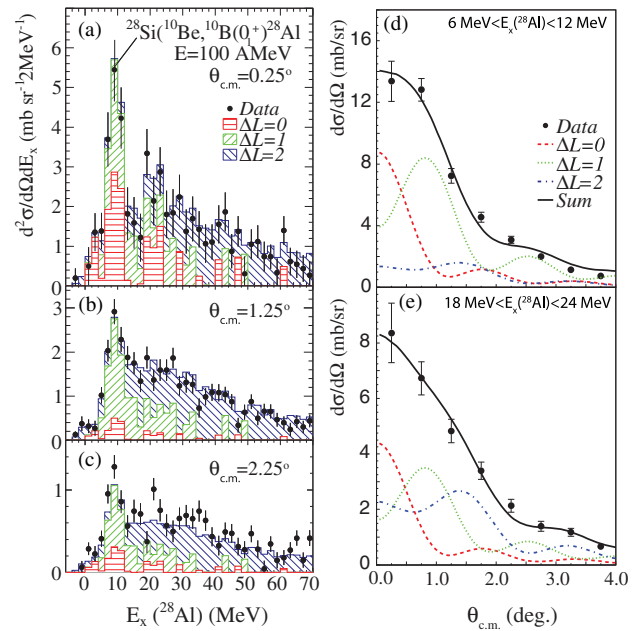 (a)
²⁸Si(¹⁰Be,¹⁰B(0₁⁺)²⁸Al
E=100 AMeV
θc.m.=0.25°
Data
ΔL=0
ΔL=1
ΔL=2
d²σ/dΩdEₓ (mb sr⁻¹2MeV⁻¹)
6
5
4
3
2
1
0
(b)
θc.m.=1.25°
3
2
1
0
(c)
θc.m.=2.25°
1
0
0 10 20 30 40 50 60 70
Eₓ (²⁸Al) (MeV)
(d)
6 MeV<Eₓ(²⁸Al)<12 MeV
dσ/dΩ (mb/sr)
16
12
8
4
0
Data
ΔL=0
ΔL=1
ΔL=2
Sum
(e)
18 MeV<Eₓ(²⁸Al)<24 MeV
dσ/dΩ (mb/sr)
8
6
4
2
0
0.0 1.0 2.0 3.0 4.0
θc.m. (deg.)